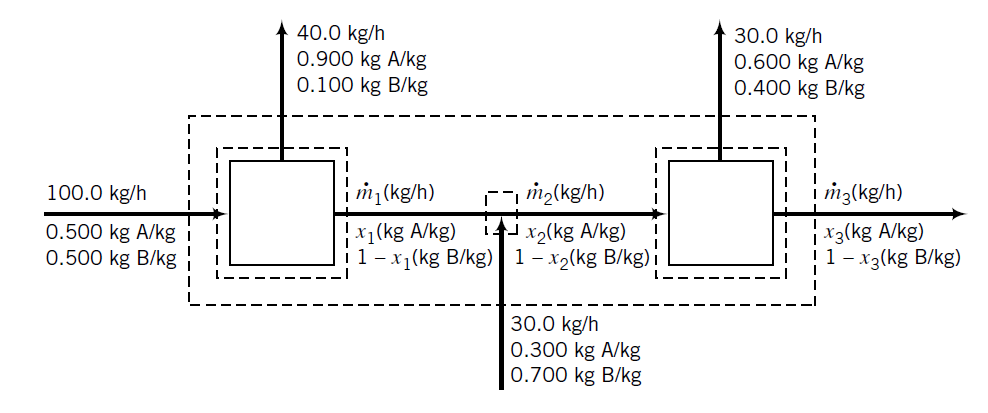 40.0 kg/h
0.900 kg A/kg
0.100 kg B/kg
30.0 kg/h
0.600 kg A/kg
0.400 kg B/kg
100.0 kg/h
0.500 kg A/kg
0.500 kg B/kg
ṁ₁(kg/h)
x₁(kg A/kg)
1 – x₁(kg B/kg)
ṁ₂(kg/h)
x₂(kg A/kg)
1 – x₂(kg B/kg)
ṁ₃(kg/h)
x₃(kg A/kg)
1 – x₃(kg B/kg)
30.0 kg/h
0.300 kg A/kg
0.700 kg B/kg